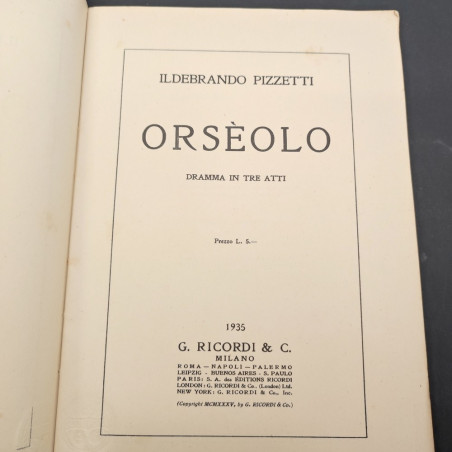 ILDEBRANDO PIZZETTI
ORSÈOLO
DRAMMA IN TRE ATTI
Prezzo L. 5.—
1935
G. RICORDI & C.
MILANO
ROMA — NAPOLI — PALERMO
LEIPZIG - BUENOS AIRES - S. PAULO
PARIS: S. A. des EDITIONS RICORDI
LONDON: G. RICORDI & Co. (London) Ltd.
NEW YORK: G. RICORDI & Co., Inc.
(Copyright MCMXXXV, by G. RICORDI & Co.)